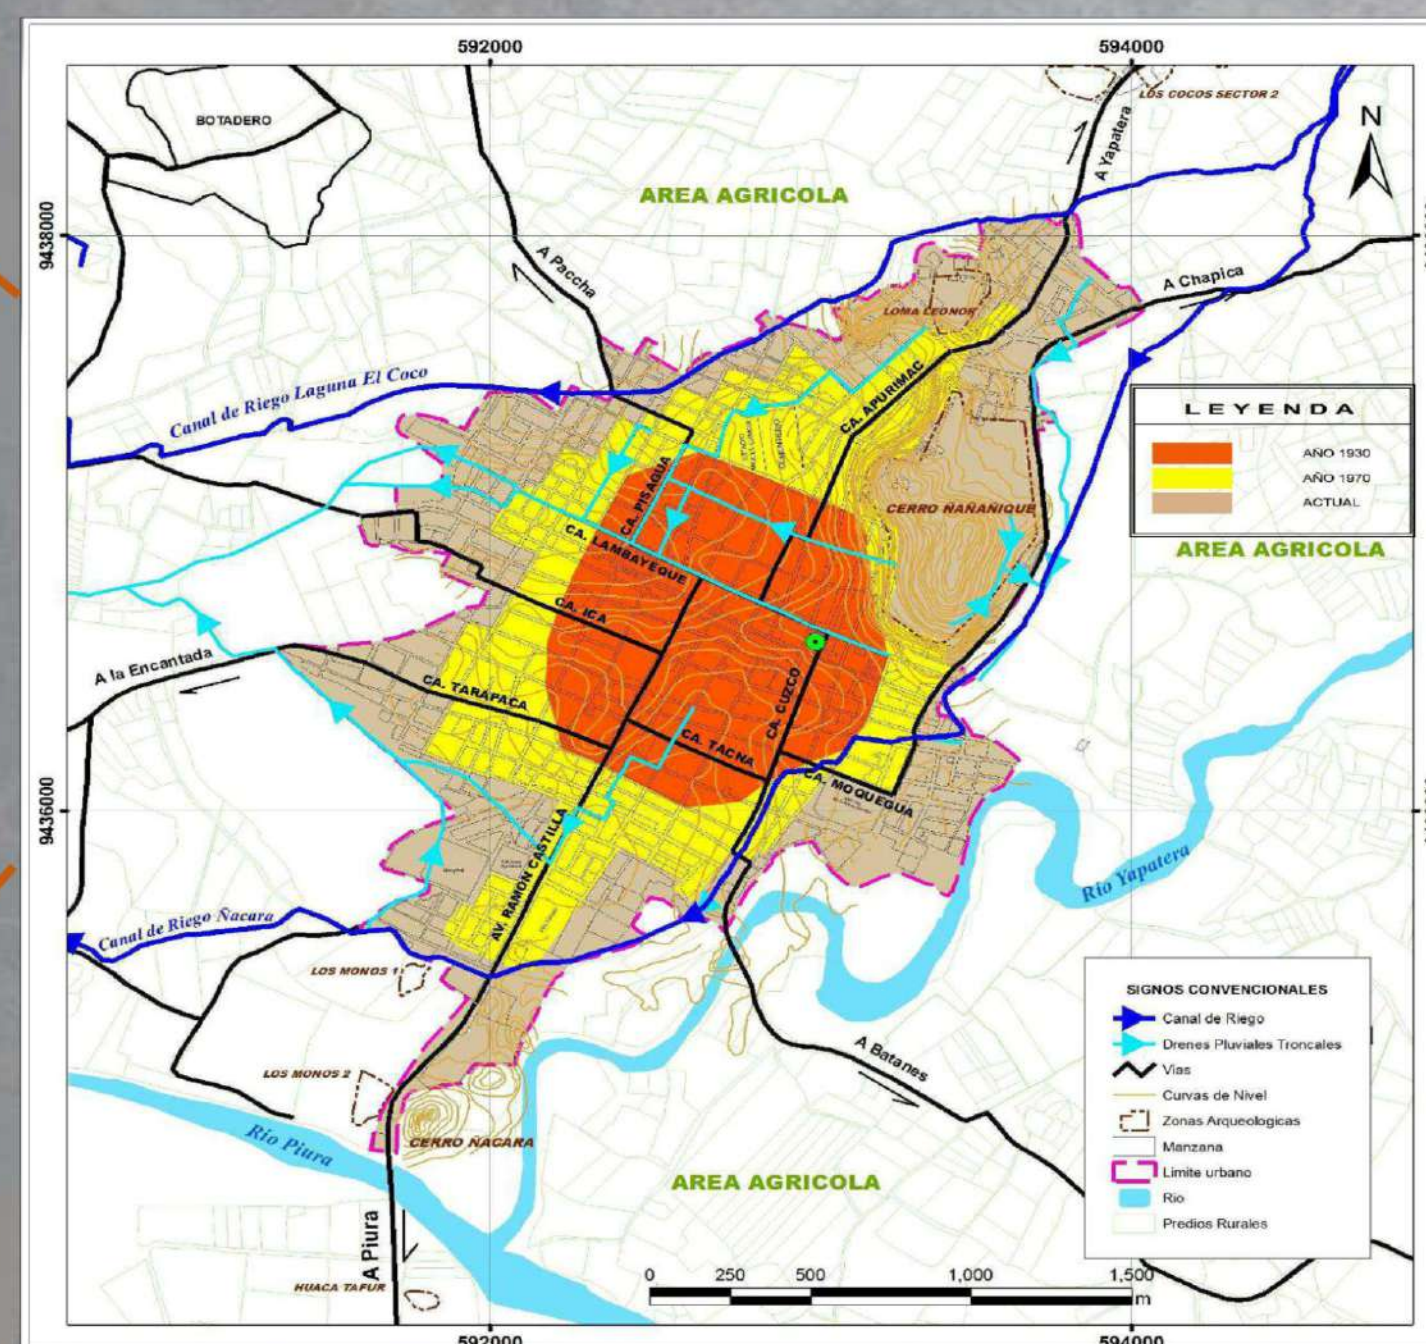 592000
594000
LOS COCOS SECTOR 2
BOTADERO
A Yapatera
N
AREA AGRICOLA
9438000
A Paccha
A Chapica
LOMA LEONOR
Canal de Riego Laguna El Coco
CA. APURIMAC
LEYENDA
AÑO 1930
AÑO 1970
ACTUAL
CA. PISAGUA
CERRO ÑAÑAÑIQUE
AREA AGRICOLA
CA. LAMBAYEQUE
CA. ICA
A la Encantada
CA. TARAPACA
CA. CUZCO
CA. TACNA
CA. MOQUEGUA
9436000
AV. RAMON CASTILLA
Río Yapatera
Canal de Riego Ñacara
LOS MONOS 1
SIGNOS CONVENCIONALES
Canal de Riego
Drenes Pluviales Troncales
Vias
Curvas de Nivel
Zonas Arqueologicas
Manzana
Limite urbano
Rio
Predios Rurales
A Batanes
LOS MONOS 2
Río Piura
CERRO ÑACARA
AREA AGRICOLA
A Piura
HUACA TAFUR
0 250 500 1,000 1,500
m
592000
594000